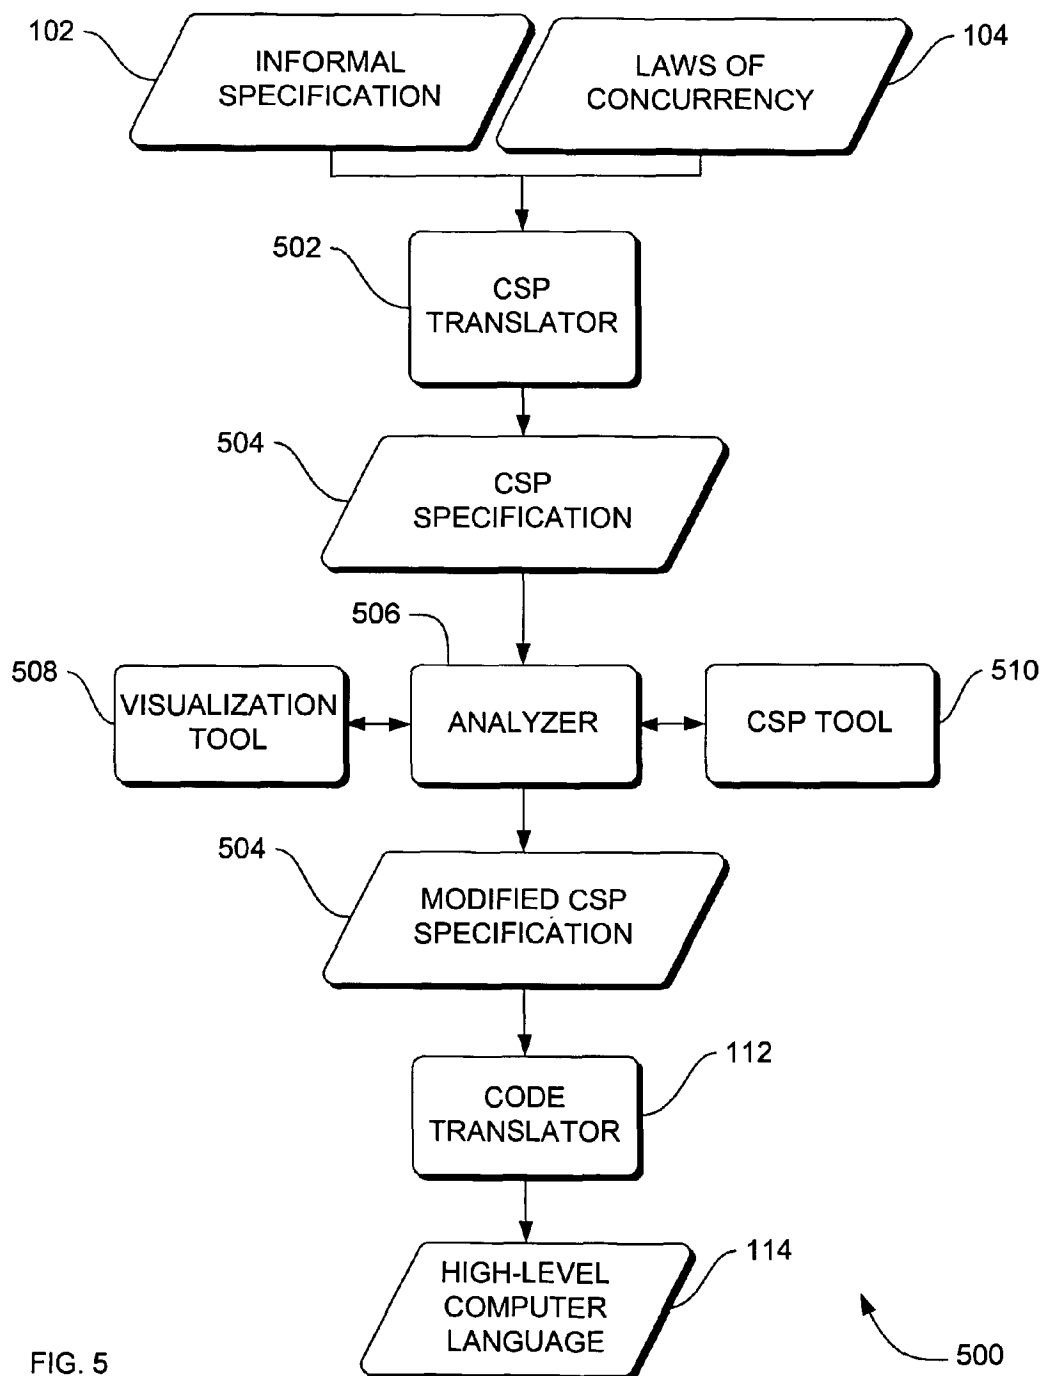 102
INFORMAL
SPECIFICATION
LAWS OF
CONCURRENCY
104
502
CSP
TRANSLATOR
504
CSP
SPECIFICATION
506
508
VISUALIZATION
TOOL
ANALYZER
CSP TOOL
510
504
MODIFIED CSP
SPECIFICATION
112
CODE
TRANSLATOR
114
HIGH-LEVEL
COMPUTER
LANGUAGE
FIG. 5
500